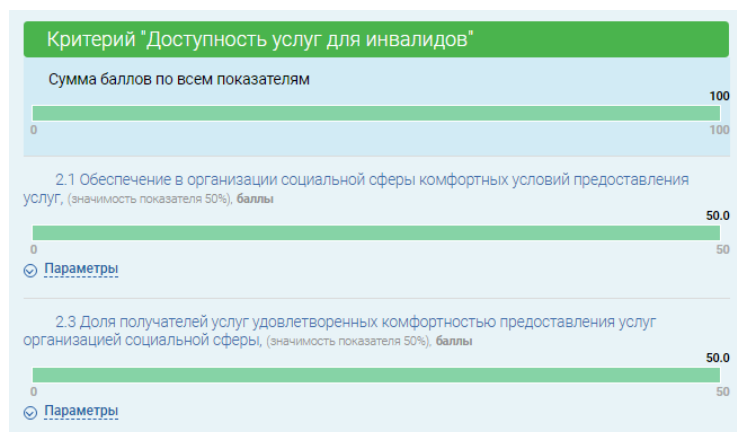 Критерий "Доступность услуг для инвалидов"
Сумма баллов по всем показателям
100
0 100
2.1 Обеспечение в организации социальной сферы комфортных условий предоставления
услуг, (значимость показателя 50%), баллы
50.0
0 50
Параметры
2.3 Доля получателей услуг удовлетворенных комфортностью предоставления услуг
организацией социальной сферы, (значимость показателя 50%), баллы
50.0
0 50
Параметры